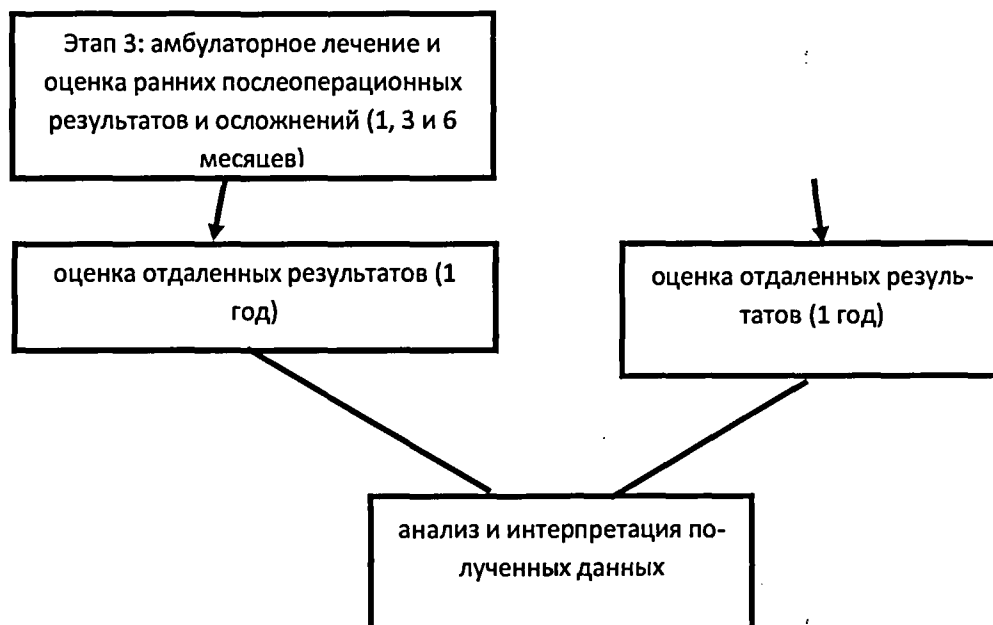 Этап 3: амбулаторное лечение и
оценка ранних послеоперационных
результатов и осложнений (1, 3 и 6
месяцев)
оценка отдаленных результатов (1
год)
оценка отдаленных резуль-
татов (1 год)
анализ и интерпретация по-
лученных данных